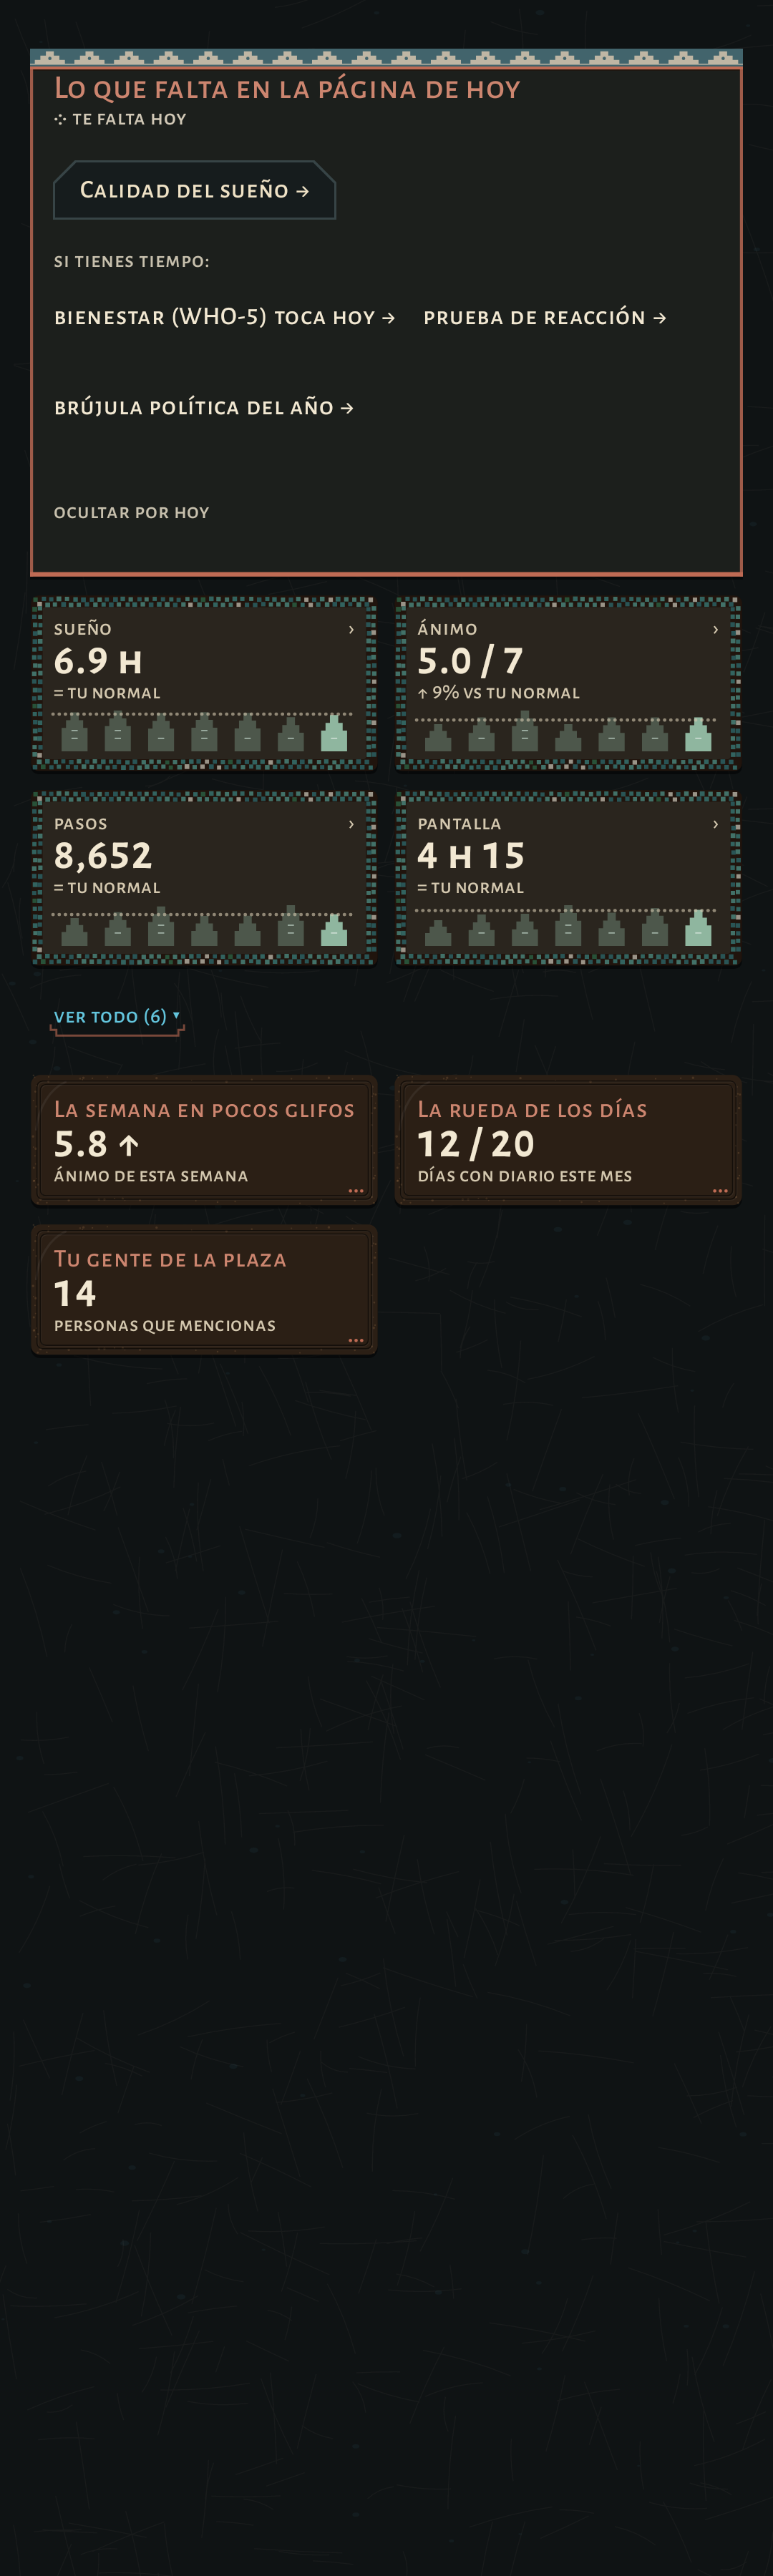 Lo que falta en la página de hoy
te falta hoy
Calidad del sueño →
si tienes tiempo:
bienestar (WHO-5) toca hoy → prueba de reacción →
brújula política del año →
ocultar por hoy
sueño ›
6.9 h
= tu normal
ánimo ›
5.0 / 7
↑ 9% vs tu normal
pasos ›
8,652
= tu normal
pantalla ›
4 h 15
= tu normal
ver todo (6) ▾
La semana en pocos glifos
5.8 ↑
ánimo de esta semana
La rueda de los días
12 / 20
días con diario este mes
Tu gente de la plaza
14
personas que mencionas